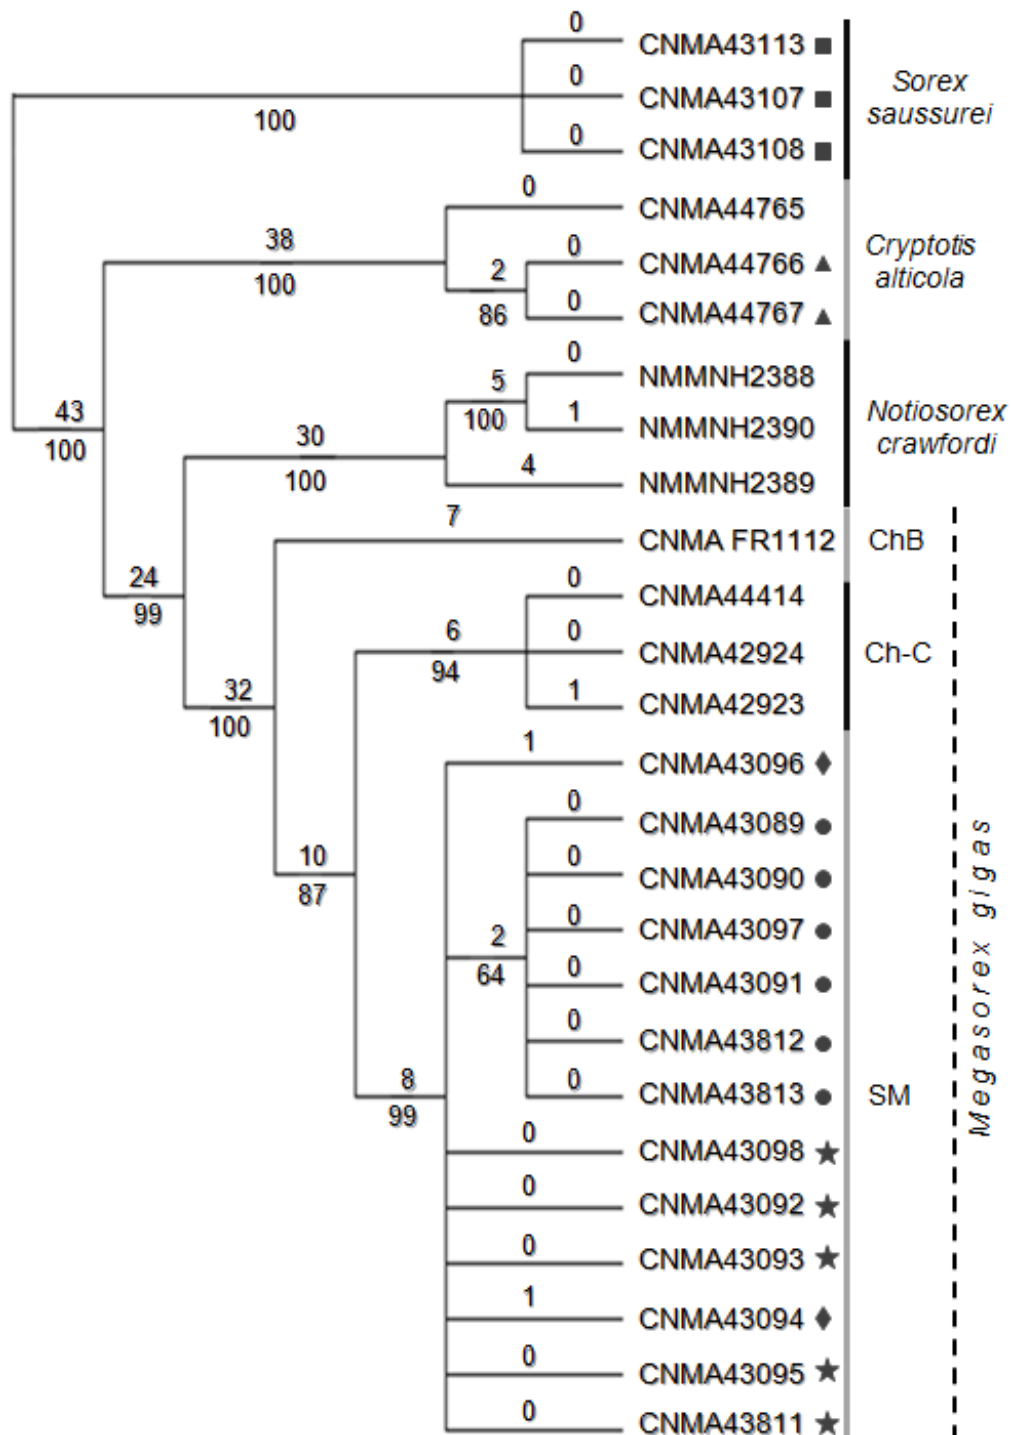 0
CNMA43113
0
CNMA43107
100
0
CNMA43108
Sorex
saussurei
0
CNMA44765
38
100
0
CNMA44766
2
86
0
CNMA44767
Cryptotis
alticola
43
100
0
NMMNH2388
5
100
1
NMMNH2390
30
100
4
NMMNH2389
Notiosorex
crawfordi
7
CNMA FR1112
ChB
24
99
0
CNMA44414
6
94
0
CNMA42924
Ch-C
1
CNMA42923
32
100
1
CNMA43096
0
CNMA43089
10
87
0
CNMA43090
0
CNMA43097
2
64
0
CNMA43091
0
CNMA43812
8
99
0
CNMA43813
SM
Megasorex gigas
0
CNMA43098
0
CNMA43092
0
CNMA43093
1
CNMA43094
0
CNMA43095
0
CNMA43811